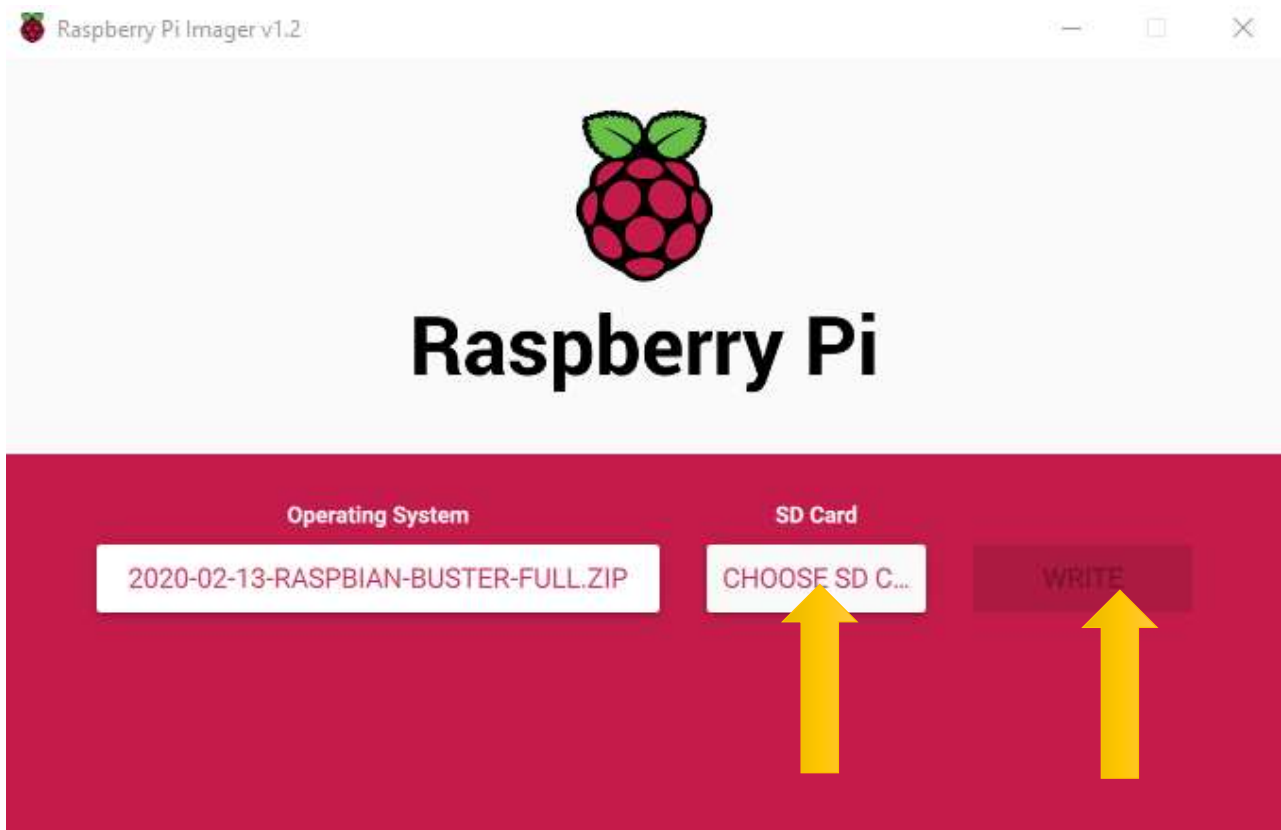 Raspberry Pi Imager v1.2
Raspberry Pi
Operating System
SD Card
2020-02-13-RASPBIAN-BUSTER-FULL.ZIP
CHOOSE SD C...
WRITE